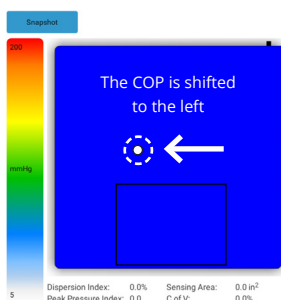 Snapshot
200
The COP is shifted
to the left
mmHg
5
Dispersion Index: 0.0% Sensing Area: 0.0 in²
Peak Pressure Index: 0.0 C of V: 0.0%